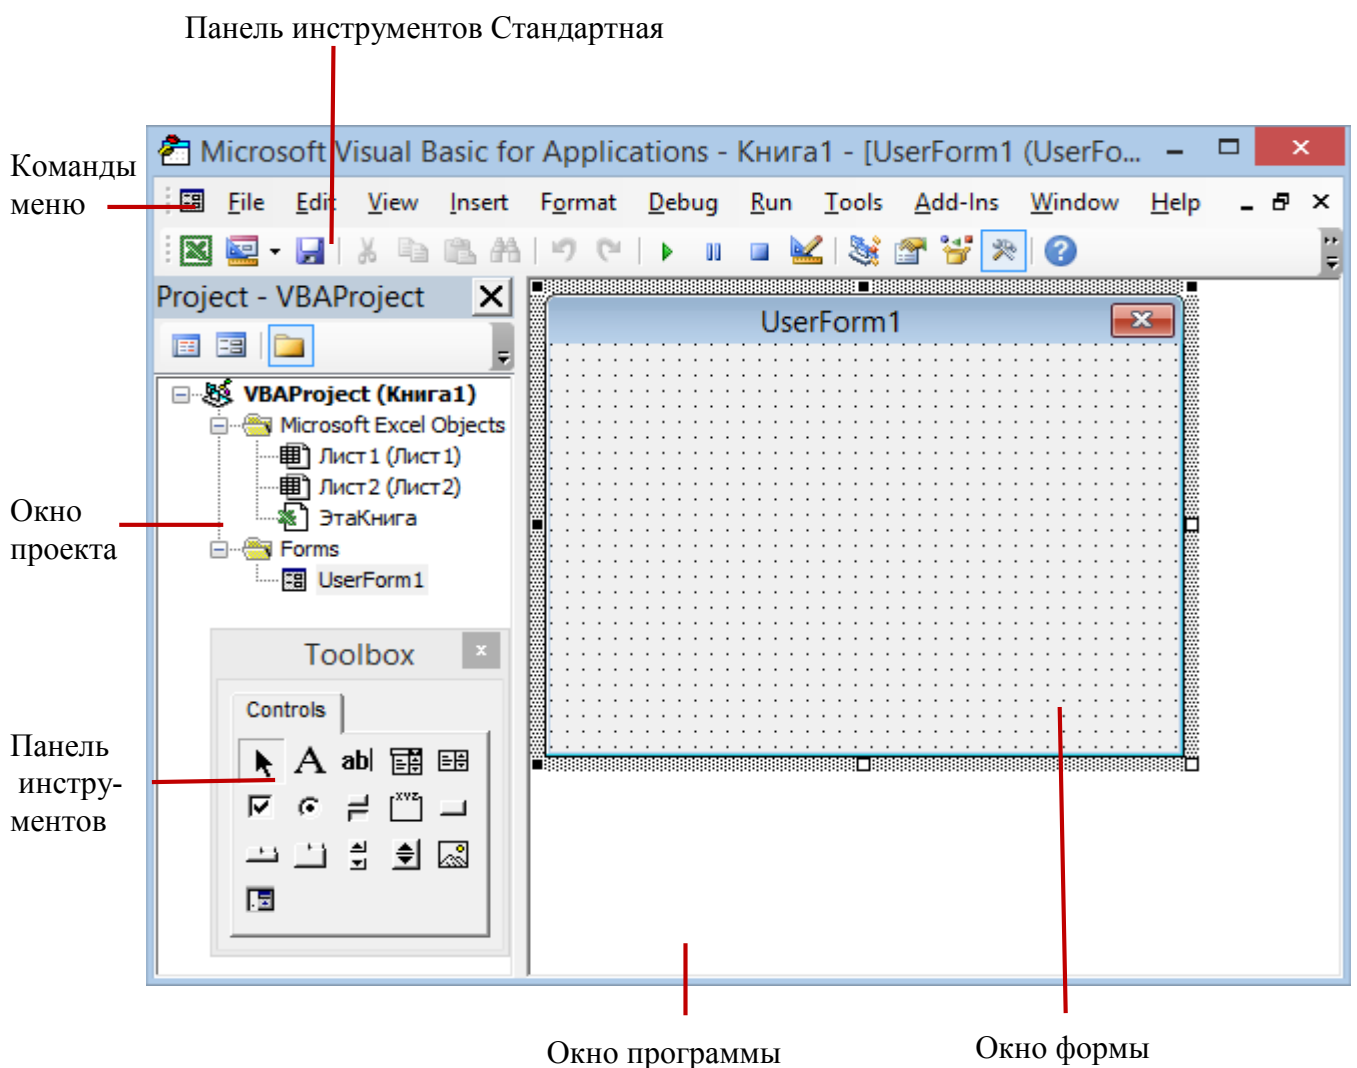 Панель инструментов Стандартная
Команды
меню
Microsoft Visual Basic for Applications - Книга1 - [UserForm1 (UserFo...
File Edit View Insert Format Debug Run Tools Add-Ins Window Help
Project - VBAProject
UserForm1
VBAProject (Книга1)
Microsoft Excel Objects
Лист1 (Лист1)
Лист2 (Лист2)
ЭтаКнига
Forms
UserForm1
Окно
проекта
Toolbox
Controls
A ab|
xyz
Панель
инстру-
ментов
Окно программы
Окно формы